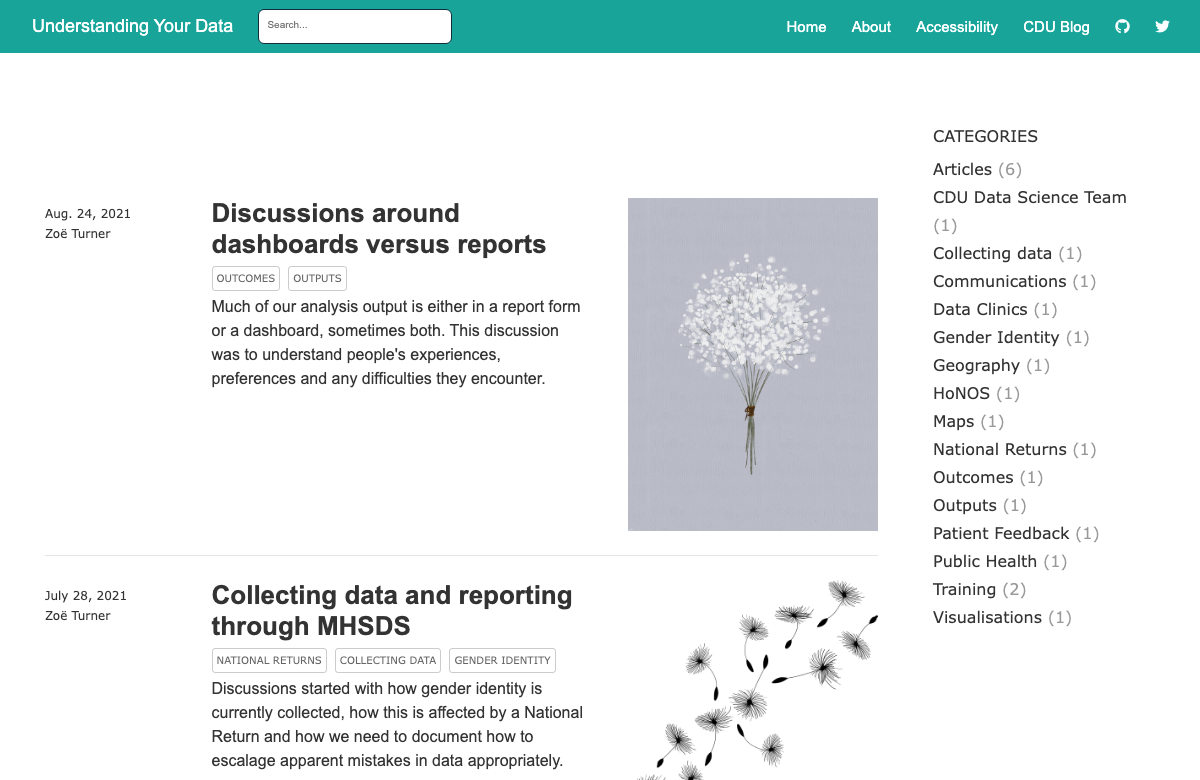 Understanding Your Data
Search...
Home
About
Accessibility
CDU Blog
Aug. 24, 2021
Zoë Turner
Discussions around
dashboards versus reports
OUTCOMES
OUTPUTS
Much of our analysis output is either in a report form
or a dashboard, sometimes both. This discussion
was to understand people's experiences,
preferences and any difficulties they encounter.
July 28, 2021
Zoë Turner
Collecting data and reporting
through MHSDS
NATIONAL RETURNS
COLLECTING DATA
GENDER IDENTITY
Discussions started with how gender identity is
currently collected, how this is affected by a National
Return and how we need to document how to
escalage apparent mistakes in data appropriately.
CATEGORIES
Articles (6)
CDU Data Science Team
(1)
Collecting data (1)
Communications (1)
Data Clinics (1)
Gender Identity (1)
Geography (1)
HoNOS (1)
Maps (1)
National Returns (1)
Outcomes (1)
Outputs (1)
Patient Feedback (1)
Public Health (1)
Training (2)
Visualisations (1)